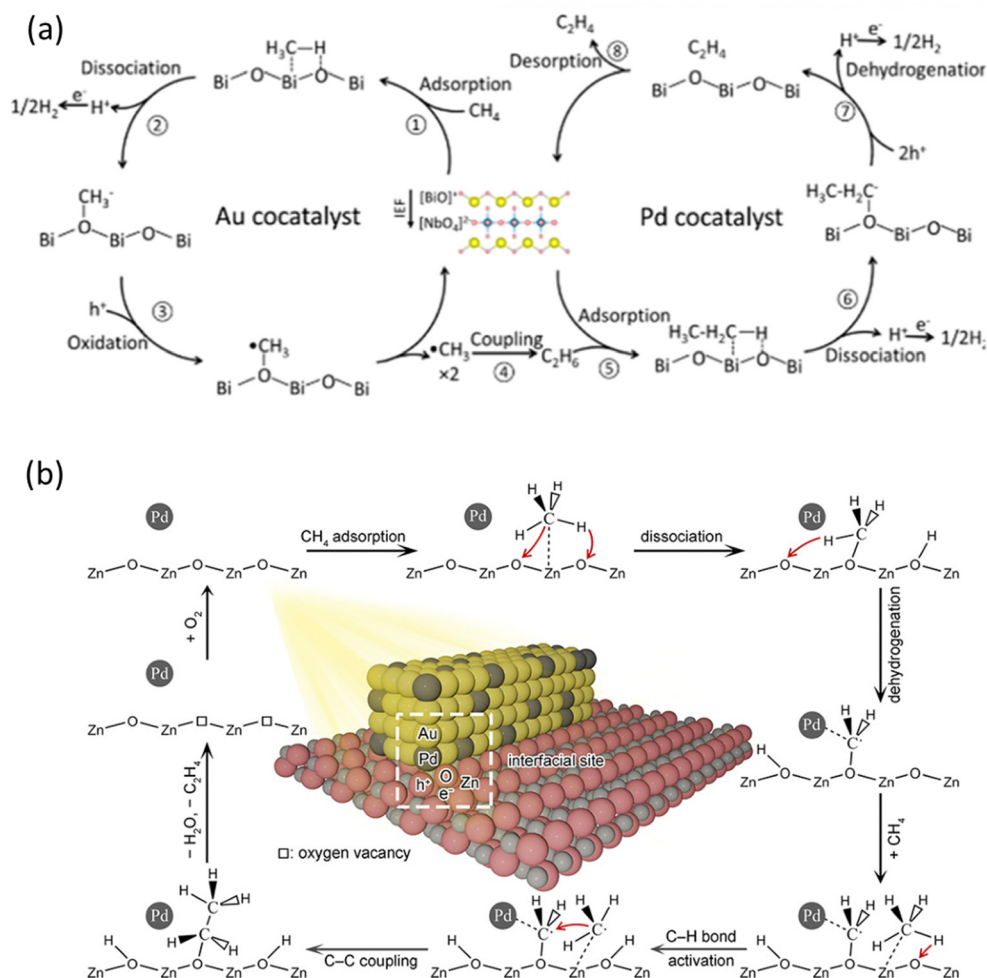 (a)
C₂H₄
Desorption
⑧
C₂H₄
Bi O Bi O Bi
H⁺ e⁻ 1/2H₂
Dehydrogenation
⑦
2h⁺
H₃C-H
Bi O Bi O Bi
Dissociation
1/2H₂ e⁻ H⁺
②
Adsorption
① CH₄
CH₃⁻
Bi O Bi O Bi
Au cocatalyst
IEF
[BiO]⁺
[NbO₄]²⁻
Pd cocatalyst
H₃C-H₂C⁻
Bi O Bi O Bi
h⁺
③
Oxidation
•CH₃
Bi O Bi O Bi
•CH₃
×2
Coupling
④
C₂H₆
Adsorption
⑤
H₃C-H₂C-H
Bi O Bi O Bi
⑥
H⁺ e⁻ 1/2H₂
Dissociation
(b)
Pd
Zn O Zn O Zn O Zn
CH₄ adsorption
Pd
H H C H H
Zn O Zn O Zn
dissociation
Pd
H C H H
H
Zn O Zn O Zn O Zn
+ O₂
Pd
Zn O Zn Zn Zn
dehydrogenation
Pd
H H
C
H
Zn O Zn O Zn O Zn
Au
Pd
h⁺ O Zn
e⁻
interfacial site
□: oxygen vacancy
− H₂O, − C₂H₄
+ CH₄
Pd
H H H
C
H H
C
H H
Zn O Zn O Zn O Zn
C–C coupling
Pd
H H H
C C H
H H H
Zn O Zn O Zn O Zn
C–H bond
activation
Pd
H H H
C C H
H H H
Zn O Zn O Zn O Zn